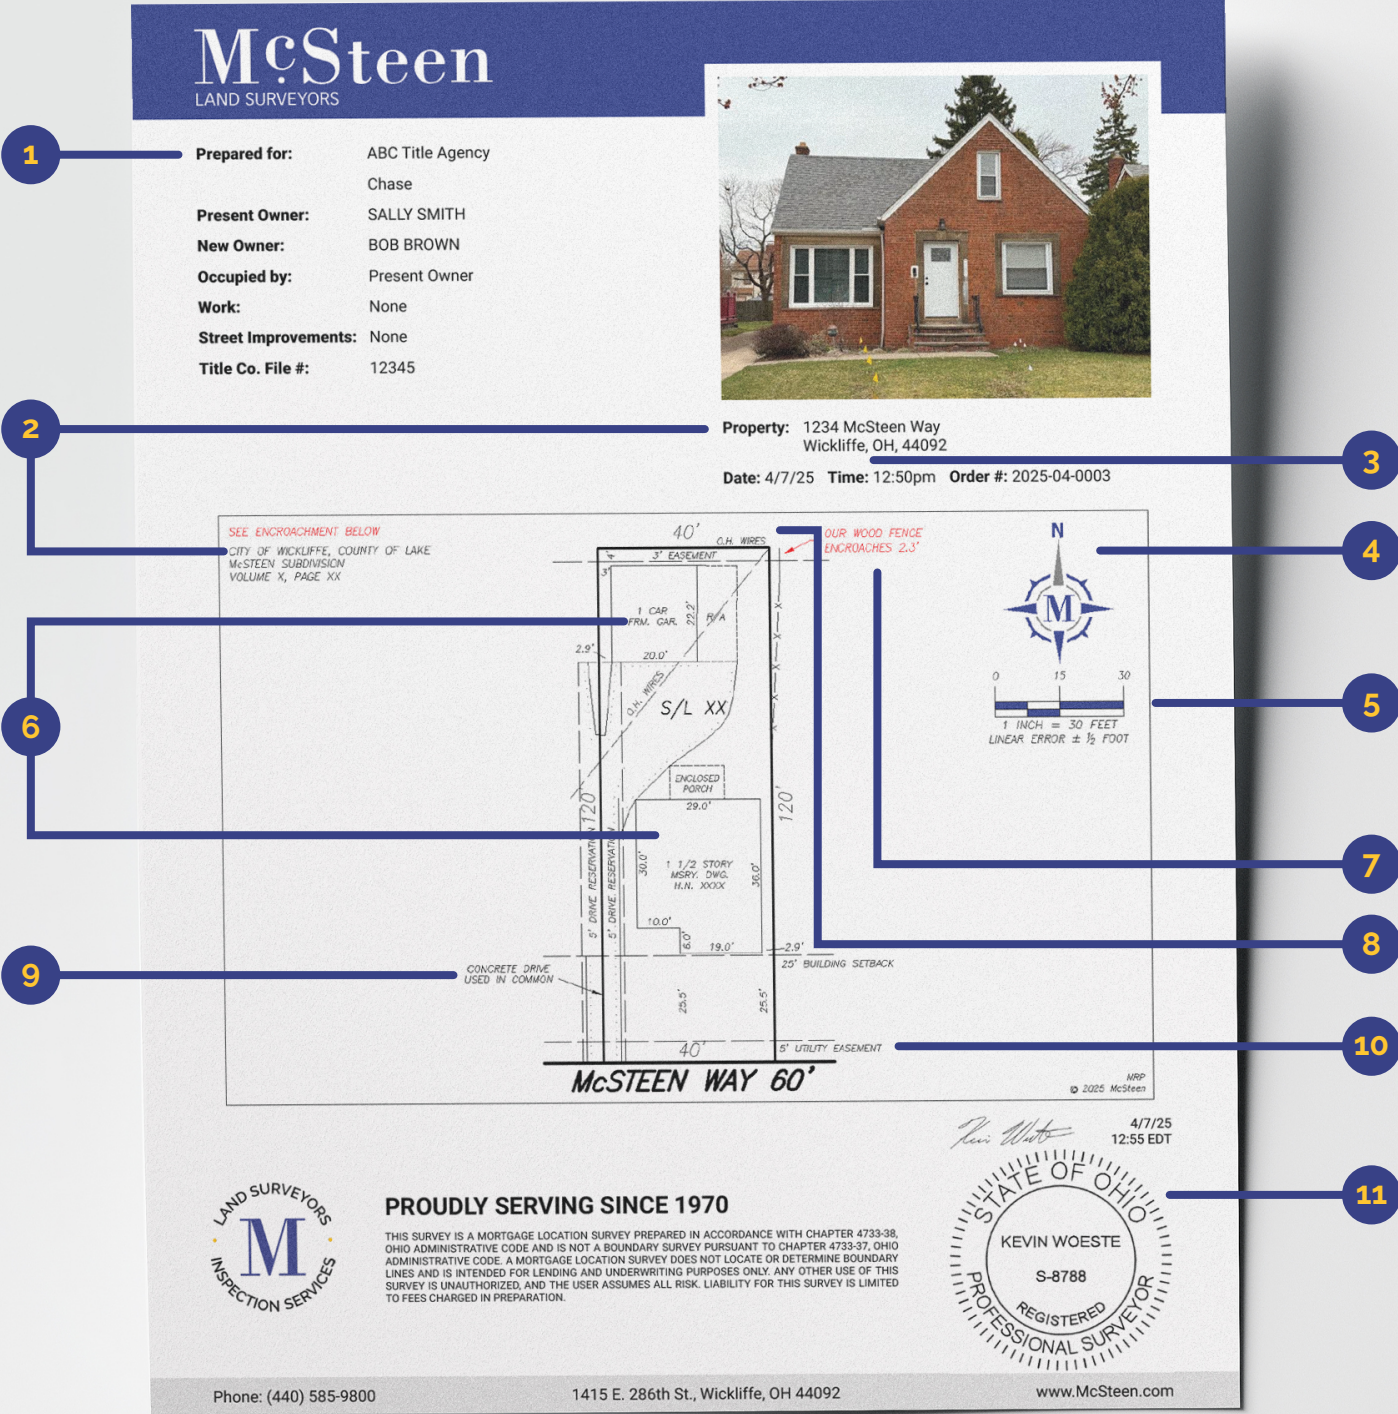 McSteen
LAND SURVEYORS
1
Prepared for: ABC Title Agency
Chase
Present Owner: SALLY SMITH
New Owner: BOB BROWN
Occupied by: Present Owner
Work: None
Street Improvements: None
Title Co. File #: 12345
2
Property: 1234 McSteen Way
Wickliffe, OH, 44092
3
Date: 4/7/25 Time: 12:50pm Order #: 2025-04-0003
SEE ENCROACHMENT BELOW
CITY OF WICKLIFFE, COUNTY OF LAKE
McSTEEN SUBDIVISION
VOLUME X, PAGE XX
40'
O.H. WIRES
4'
3' EASEMENT
3'
OUR WOOD FENCE
ENCROACHES 2.3'
N
4
M
1 CAR
FRM. GAR.
22.2'
R/A
2.9'
20.0'
O.H. WIRES
S/L XX
X
X
X
X
X
0 15 30
1 INCH = 30 FEET
LINEAR ERROR ± ½ FOOT
5
6
ENCLOSED
PORCH
29.0'
120'
120'
5' DRIVE RESERVATION
5' DRIVE RESERVATION
30.0'
1 1/2 STORY
MSRY. DWG.
H.N. XXXX
36.0'
7
10.0'
6.0'
19.0'
2.9'
8
25' BUILDING SETBACK
9
CONCRETE DRIVE
USED IN COMMON
25.5'
25.5'
40'
5' UTILITY EASEMENT
10
McSTEEN WAY 60'
MRP
© 2025 McSteen
4/7/25
12:55 EDT
11
LAND SURVEYORS
M
INSPECTION SERVICES
PROUDLY SERVING SINCE 1970
THIS SURVEY IS A MORTGAGE LOCATION SURVEY PREPARED IN ACCORDANCE WITH CHAPTER 4733-38,
OHIO ADMINISTRATIVE CODE AND IS NOT A BOUNDARY SURVEY PURSUANT TO CHAPTER 4733-37, OHIO
ADMINISTRATIVE CODE. A MORTGAGE LOCATION SURVEY DOES NOT LOCATE OR DETERMINE BOUNDARY
LINES AND IS INTENDED FOR LENDING AND UNDERWRITING PURPOSES ONLY. ANY OTHER USE OF THIS
SURVEY IS UNAUTHORIZED, AND THE USER ASSUMES ALL RISK. LIABILITY FOR THIS SURVEY IS LIMITED
TO FEES CHARGED IN PREPARATION.
STATE OF OHIO
KEVIN WOESTE
S-8788
REGISTERED
PROFESSIONAL SURVEYOR
Phone: (440) 585-9800 1415 E. 286th St., Wickliffe, OH 44092 www.McSteen.com